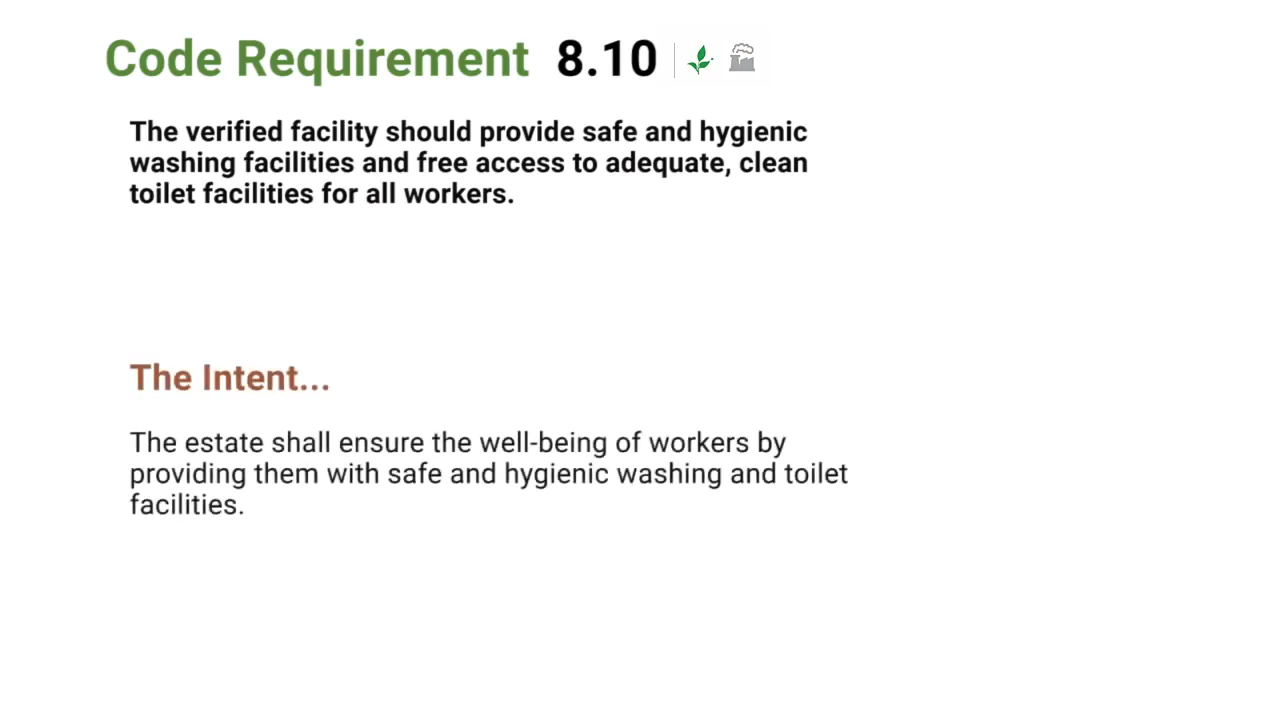 Code Requirement 8.10
The verified facility should provide safe and hygienic
washing facilities and free access to adequate, clean
toilet facilities for all workers.
The Intent...
The estate shall ensure the well-being of workers by
providing them with safe and hygienic washing and toilet
facilities.